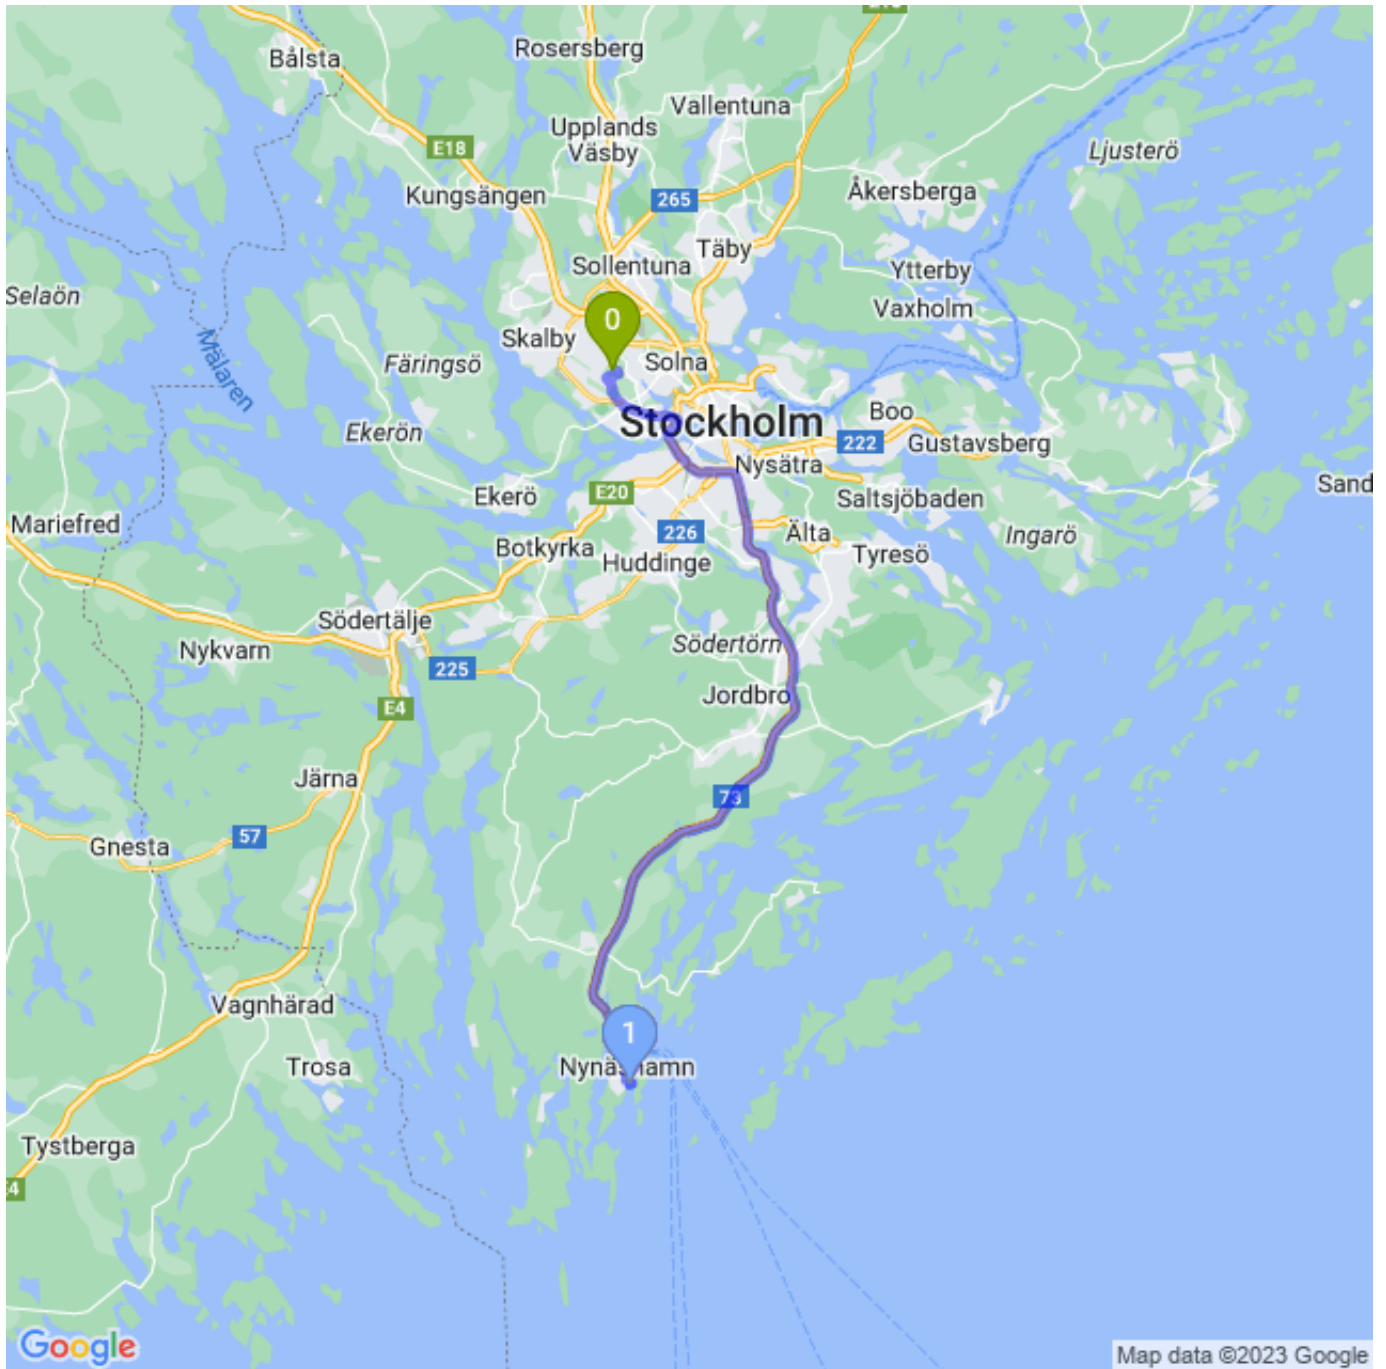 Bålsta
Rosersberg
Vallentuna
Upplands
Väsby
E18
Ljusterö
Kungsängen
265
Åkersberga
Täby
Sollentuna
Ytterby
Selaön
Vaxholm
0
Skalby
Mälaren
Färingsö
Solna
Stockholm
Boo
Ekerön
222
Gustavsberg
Nysätra
Sand
E20
Ekerö
Saltsjöbaden
Mariefred
226
Älta
Ingarö
Botkyrka
Huddinge
Tyresö
Södertälje
Södertörn
Nykvarn
225
Jordbro
E4
Järna
73
57
Gnesta
Vagnhärad
1
Trosa
Nynäshamn
Tystberga
4
Google
Map data ©2023 Google